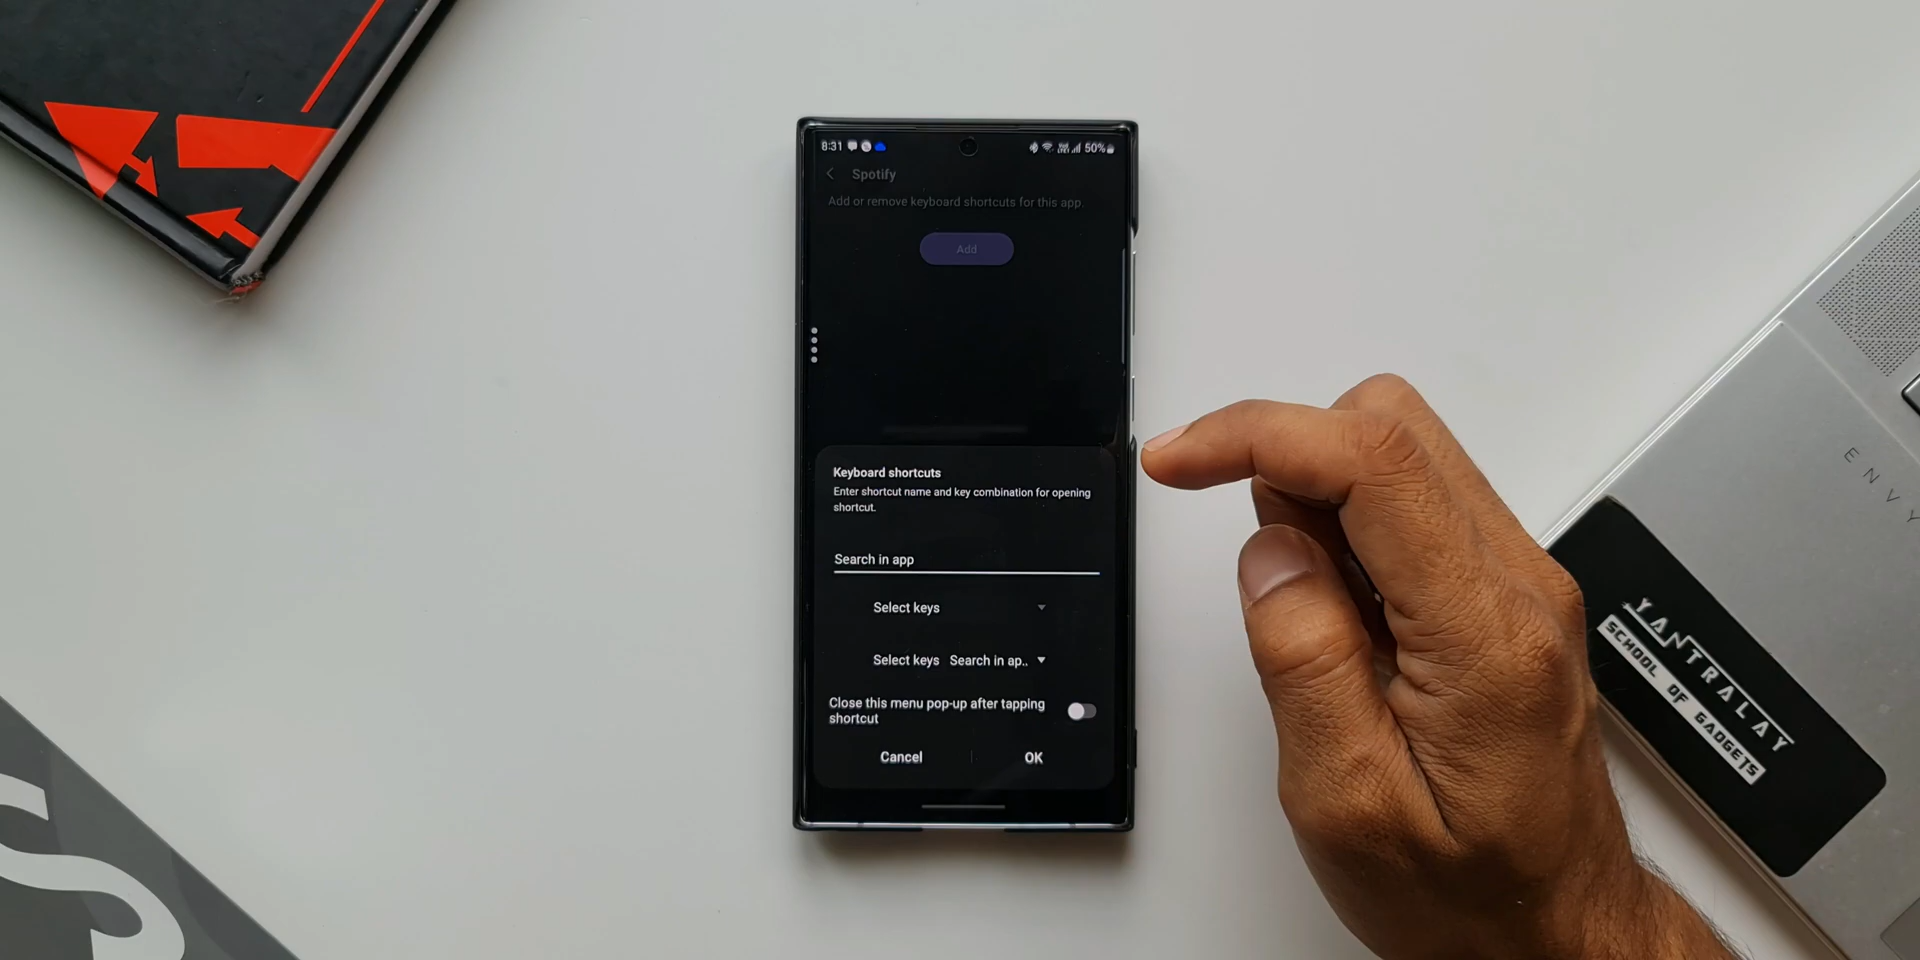 8:31
50%
Spotify
Add or remove keyboard shortcuts for this app.
Add
Keyboard shortcuts
Enter shortcut name and key combination for opening
shortcut.
Search in app
Select keys
Select keys Search in ap..
Close this menu pop-up after tapping
shortcut
Cancel
OK
ENVY
YANTRALAY
SCHOOL OF GADGETS
S